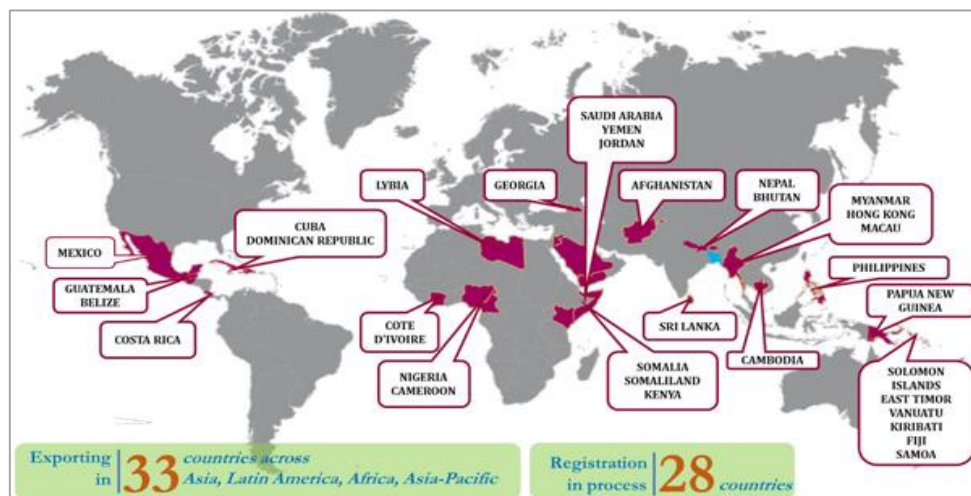 SAUDI ARABIA
YEMEN
JORDAN
LYBIA
GEORGIA
AFGHANISTAN
NEPAL
BHUTAN
MYANMAR
HONG KONG
MACAU
CUBA
DOMINICAN REPUBLIC
MEXICO
PHILIPPINES
GUATEMALA
BELIZE
PAPUA NEW
GUINEA
COSTA RICA
COTE
D'IVOIRE
SRI LANKA
CAMBODIA
NIGERIA
CAMEROON
SOMALIA
SOMALILAND
KENYA
SOLOMON
ISLANDS
EAST TIMOR
VANUATU
KIRIBATI
FIJI
SAMOA
Exporting
in
33
countries across
Asia, Latin America, Africa, Asia-Pacific
Registration
in process
28
countries